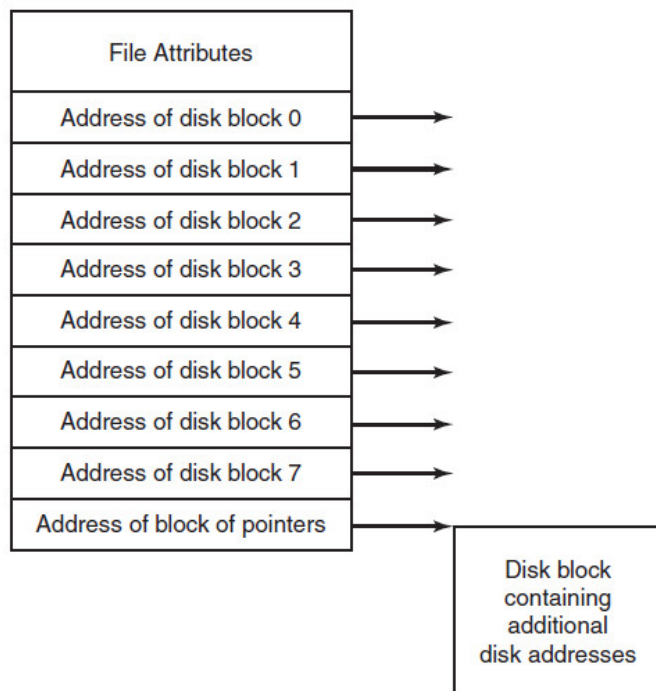 File Attributes
Address of disk block 0
Address of disk block 1
Address of disk block 2
Address of disk block 3
Address of disk block 4
Address of disk block 5
Address of disk block 6
Address of disk block 7
Address of block of pointers
Disk block
containing
additional
disk addresses